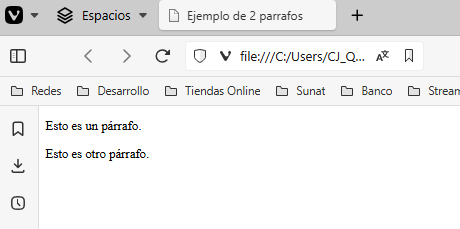 Espacios
Ejemplo de 2 parrafos
file:///C:/Users/CJ_Q...
Redes Desarrollo Tiendas Online Sunat Banco Stream
Esto es un párrafo.
Esto es otro párrafo.